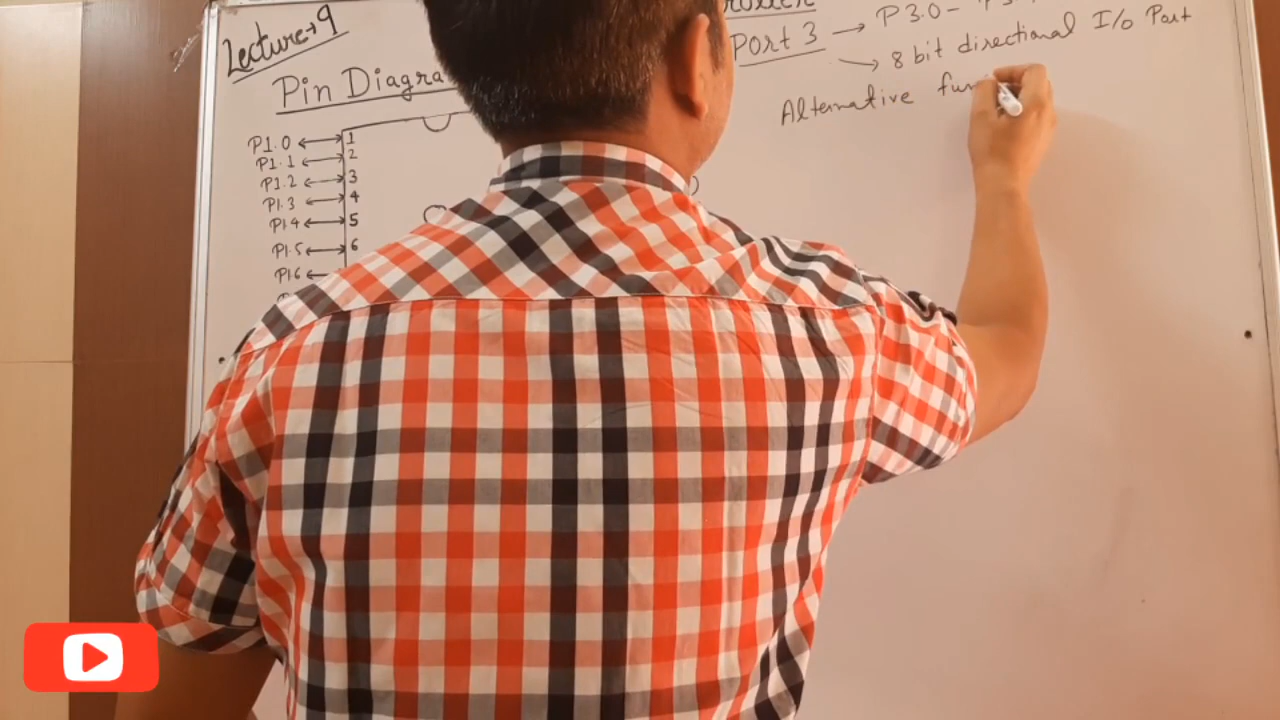 Lecture→9
Pin Diagra
P1.0 1
P1.1 2
P1.2 3
P1.3 4
P1.4 5
P1.5 6
P1.6
Port 3 → P3.0 -
→ 8 bit directional I/O Port
Alternative fun